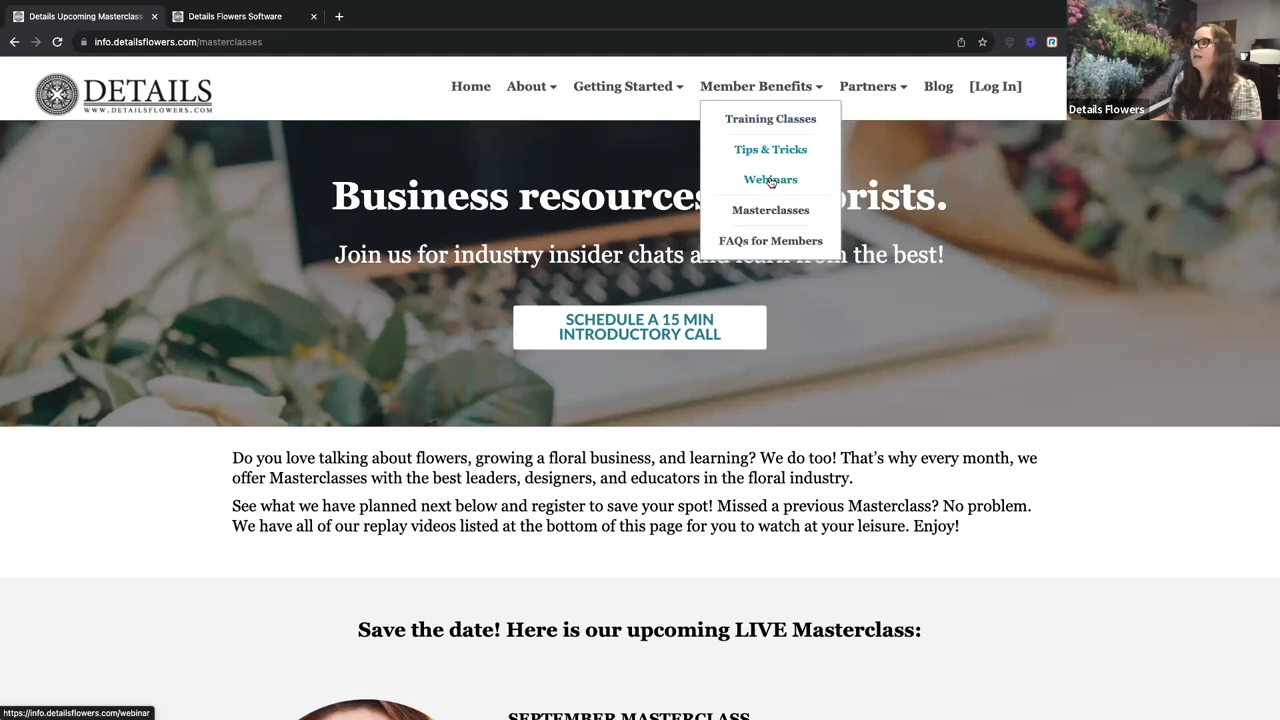 Details Upcoming Masterclass
Details Flowers Software
info.detailsflowers.com/masterclasses
DETAILS
WWW.DETAILSFLOWERS.COM
Home
About
Getting Started
Member Benefits
Partners
Blog
[Log In]
Details Flowers
Training Classes
Tips & Tricks
Webinars
Masterclasses
FAQs for Members
Business resources
rists.
Join us for industry insider chats and learn from the best!
SCHEDULE A 15 MIN
INTRODUCTORY CALL
Do you love talking about flowers, growing a floral business, and learning? We do too! That's why every month, we
offer Masterclasses with the best leaders, designers, and educators in the floral industry.
See what we have planned next below and register to save your spot! Missed a previous Masterclass? No problem.
We have all of our replay videos listed at the bottom of this page for you to watch at your leisure. Enjoy!
Save the date! Here is our upcoming LIVE Masterclass:
SEPTEMBER MASTERCLASS
https://info.detailsflowers.com/webinar